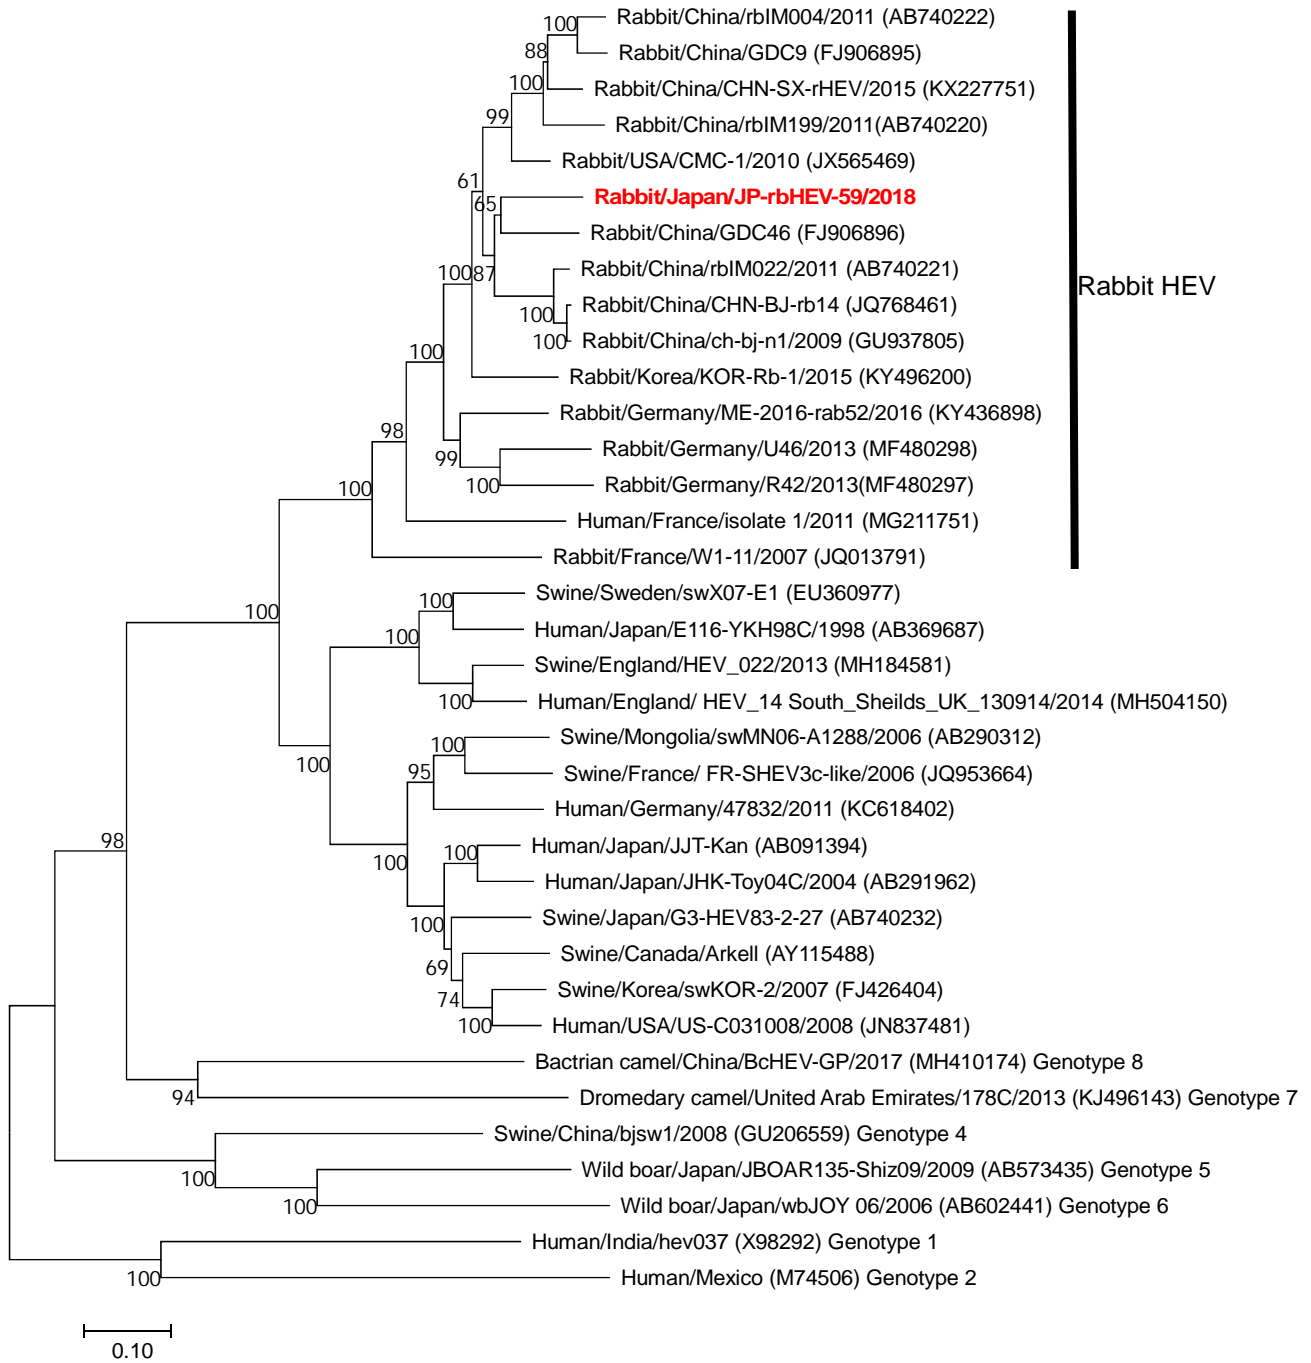 Rabbit/China/rbIM004/2011 (AB740222)
100
Rabbit/China/GDC9 (FJ906895)
88
Rabbit/China/CHN-SX-rHEV/2015 (KX227751)
100
Rabbit/China/rbIM199/2011(AB740220)
99
Rabbit/USA/CMC-1/2010 (JX565469)
61
Rabbit/Japan/JP-rbHEV-59/2018
65
Rabbit/China/GDC46 (FJ906896)
Rabbit/China/rbIM022/2011 (AB740221)
100
87
Rabbit HEV
Rabbit/China/CHN-BJ-rb14 (JQ768461)
100
Rabbit/China/ch-bj-n1/2009 (GU937805)
100
100
Rabbit/Korea/KOR-Rb-1/2015 (KY496200)
Rabbit/Germany/ME-2016-rab52/2016 (KY436898)
98
Rabbit/Germany/U46/2013 (MF480298)
99
Rabbit/Germany/R42/2013(MF480297)
100
100
Human/France/isolate 1/2011 (MG211751)
Rabbit/France/W1-11/2007 (JQ013791)
Swine/Sweden/swX07-E1 (EU360977)
100
100
Human/Japan/E116-YKH98C/1998 (AB369687)
100
Swine/England/HEV_022/2013 (MH184581)
Human/England/ HEV_14 South_Sheilds_UK_130914/2014 (MH504150)
100
Swine/Mongolia/swMN06-A1288/2006 (AB290312)
100
100
Swine/France/ FR-SHEV3c-like/2006 (JQ953664)
95
Human/Germany/47832/2011 (KC618402)
98
Human/Japan/JJT-Kan (AB091394)
100
100
Human/Japan/JHK-Toy04C/2004 (AB291962)
Swine/Japan/G3-HEV83-2-27 (AB740232)
100
Swine/Canada/Arkell (AY115488)
69
Swine/Korea/swKOR-2/2007 (FJ426404)
74
Human/USA/US-C031008/2008 (JN837481)
100
Bactrian camel/China/BcHEV-GP/2017 (MH410174) Genotype 8
94
Dromedary camel/United Arab Emirates/178C/2013 (KJ496143) Genotype 7
Swine/China/bjsw1/2008 (GU206559) Genotype 4
100
Wild boar/Japan/JBOAR135-Shiz09/2009 (AB573435) Genotype 5
100
Wild boar/Japan/wbJOY 06/2006 (AB602441) Genotype 6
Human/India/hev037 (X98292) Genotype 1
100
Human/Mexico (M74506) Genotype 2
0.10